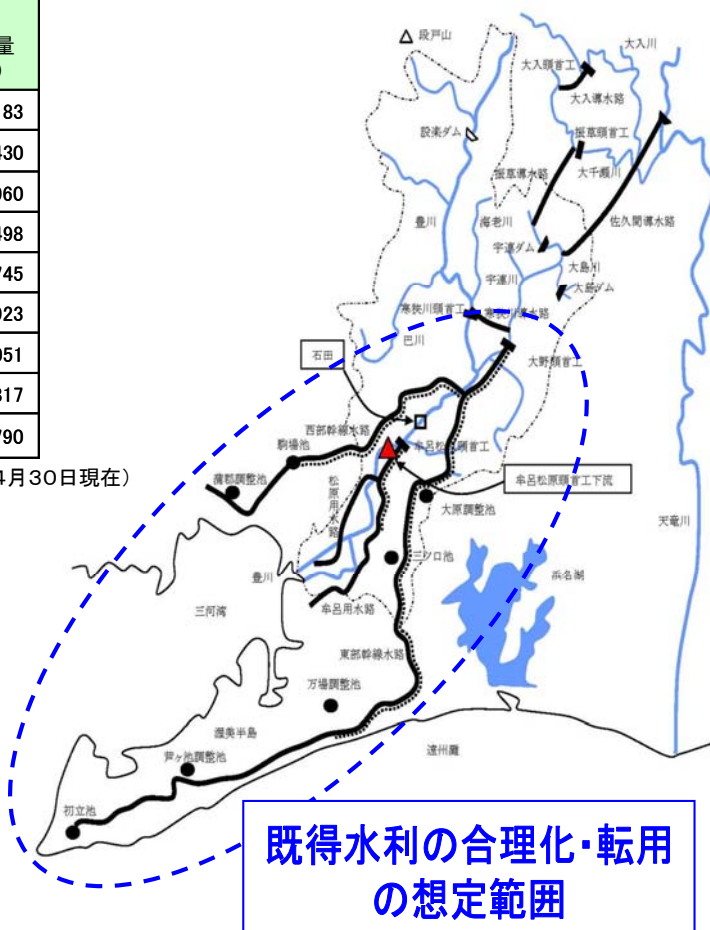 量
)
183
430
060
498
745
023
051
317
790
4月30日現在)
段戸山
大入川
大入頭首工
大入導水路
設楽ダム
振草頭首工
振草導水路
大千瀬川
豊川
海老川
佐久間導水路
宇連ダム
大島川
宇連川
大島ダム
寒狭川頭首工
寒狭川導水路
巴川
大野頭首工
石田
西部幹線水路
駒場池
牟呂松原頭首工
蒲郡調整池
牟呂松原頭首工下流
松原用水路
大原調整池
天竜川
三ツ口池
豊川
浜名湖
三河湾
牟呂用水路
東部幹線水路
万場調整池
渥美半島
芦ヶ池調整池
遠州灘
初立池
既得水利の合理化・転用
の想定範囲